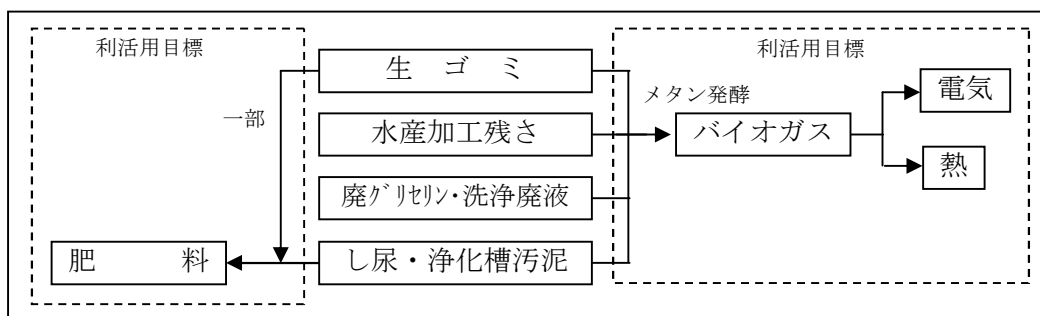 利活用目標
利活用目標
生 ゴ ミ
電気
一部
メタン発酵
水産加工残さ
バイオガス
熱
廃グリセリン・洗浄廃液
肥 料
し尿・浄化槽汚泥